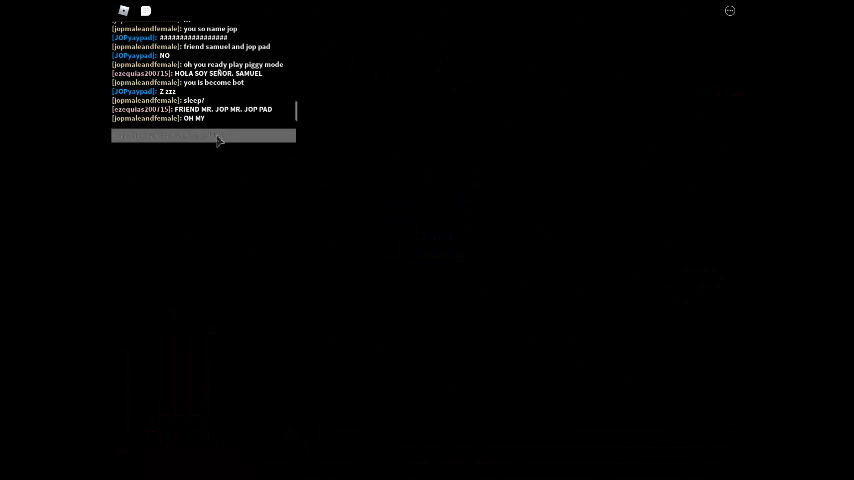 [jopmaleandfemale]: you so name jop
[JOPyaypad]: ################
[jopmaleandfemale]: friend samuel and jop pad
[JOPyaypad]: NO
[jopmaleandfemale]: oh you ready play piggy mode
[ezequias200715]: HOLA SOY SEÑOR. SAMUEL
[jopmaleandfemale]: you is become bot
[JOPyaypad]: Z zzz
[jopmaleandfemale]: sleep?
[ezequias200715]: FRIEND MR. JOP MR. JOP PAD
[jopmaleandfemale]: OH MY